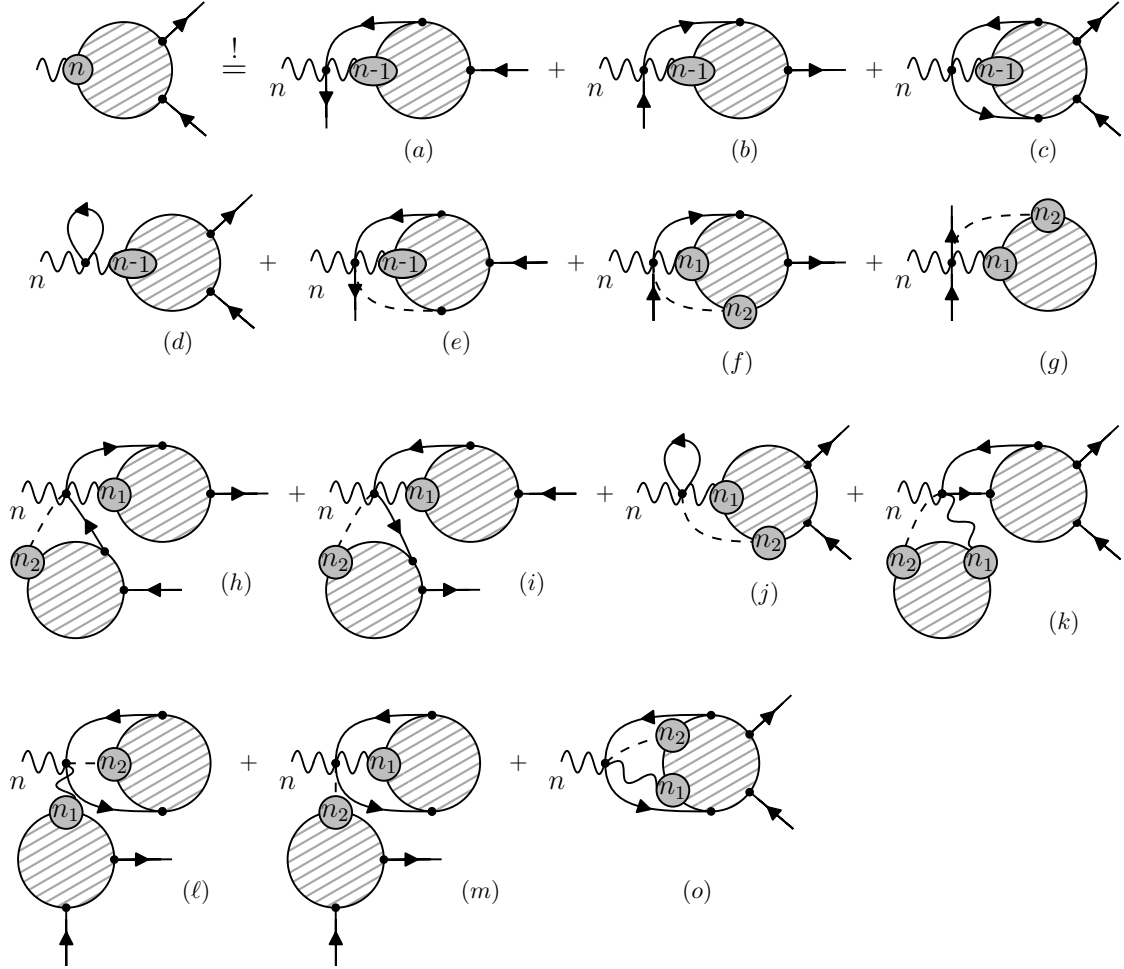 n ! = n n-1 + n n-1 + n n-1
(a) (b) (c)
n n-1 + n n-1 + n n₁ n₂ + n n₁ n₂
(d) (e) (f) (g)
n n₁ n₂ + n n₁ n₂ + n n₁ n₂ + n n₂ n₁
(h) (i) (j) (k)
n n₂ n₁ + n n₁ n₂ + n n₂ n₁
(ℓ) (m) (o)